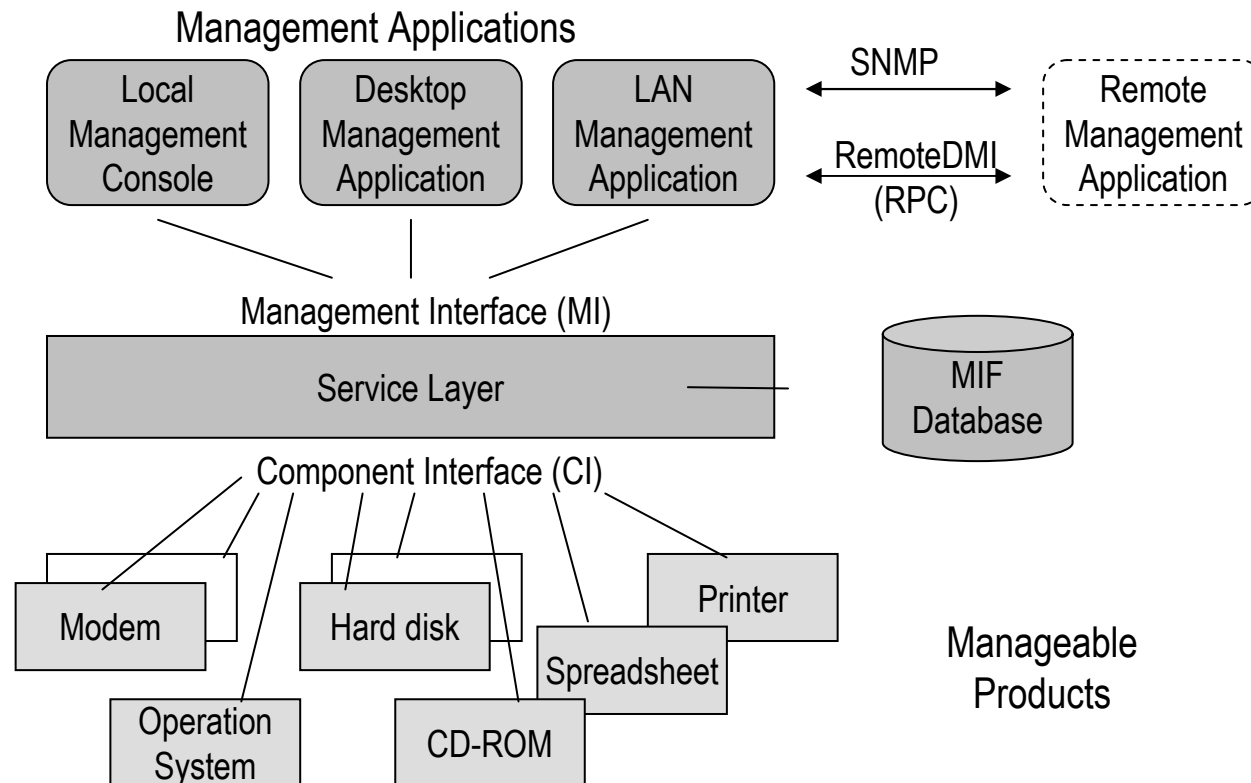 Management Applications
Local
Management
Console
Desktop
Management
Application
LAN
Management
Application
SNMP
RemoteDMI
(RPC)
Remote
Management
Application
Management Interface (MI)
Service Layer
MIF
Database
Component Interface (CI)
Modem
Hard disk
Printer
Spreadsheet
Operation
System
CD-ROM
Manageable
Products